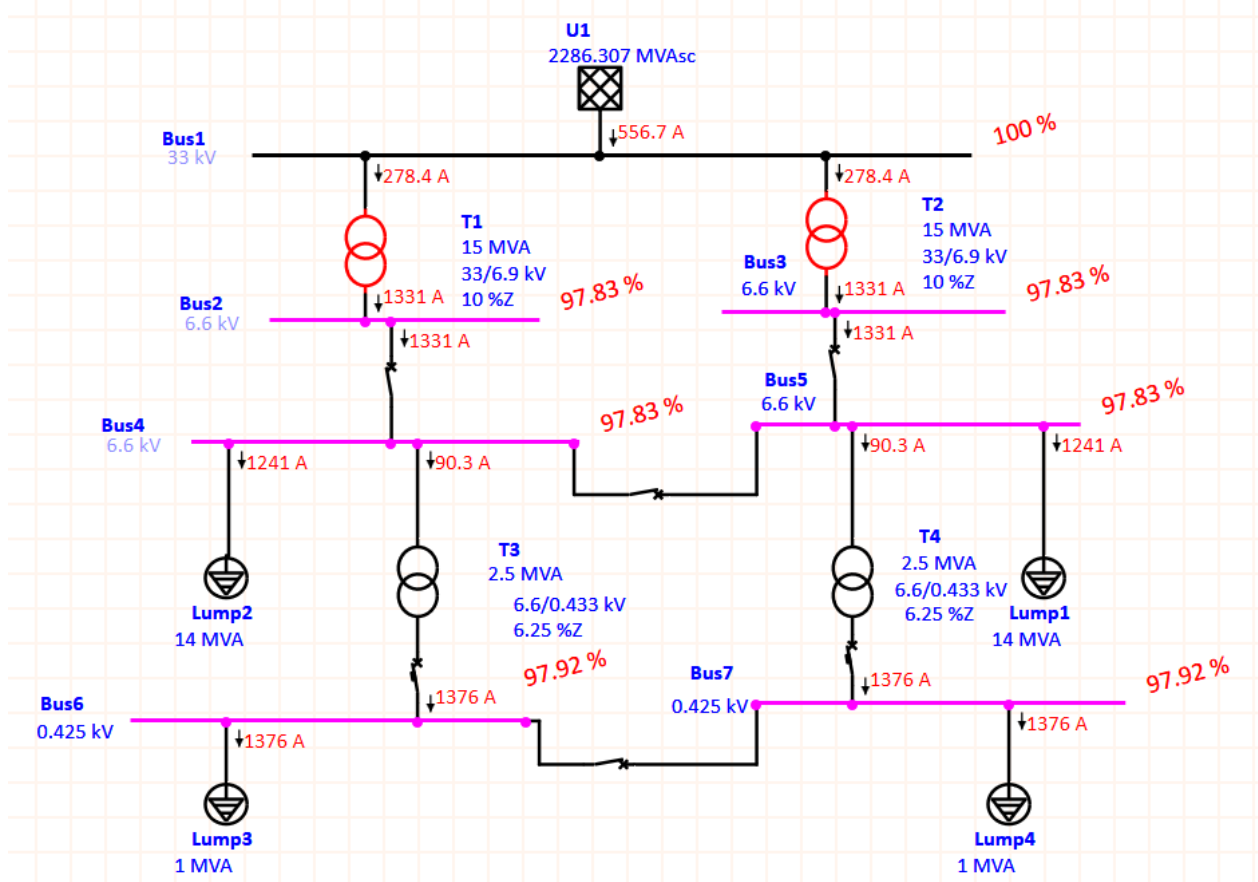 U1
2286.307 MVAsc
556.7 A
100 %
Bus1
33 kV
278.4 A
278.4 A
T1
15 MVA
33/6.9 kV
10 %Z
T2
15 MVA
33/6.9 kV
10 %Z
Bus2
6.6 kV
1331 A
97.83 %
1331 A
Bus3
6.6 kV
1331 A
97.83 %
1331 A
Bus4
6.6 kV
97.83 %
Bus5
6.6 kV
97.83 %
1241 A
90.3 A
90.3 A
1241 A
Lump2
14 MVA
T3
2.5 MVA
6.6/0.433 kV
6.25 %Z
T4
2.5 MVA
6.6/0.433 kV
6.25 %Z
Lump1
14 MVA
Bus6
0.425 kV
1376 A
97.92 %
Bus7
0.425 kV
1376 A
97.92 %
1376 A
1376 A
Lump3
1 MVA
Lump4
1 MVA